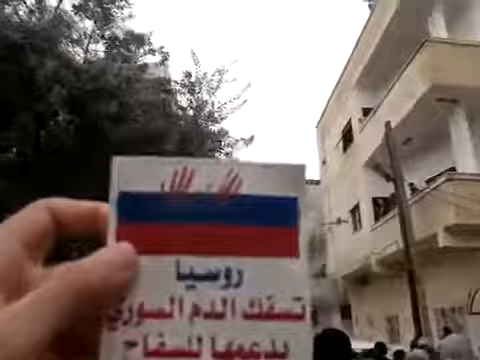 روسيا
تسفك الدم السوري
بدعمها للسفاح